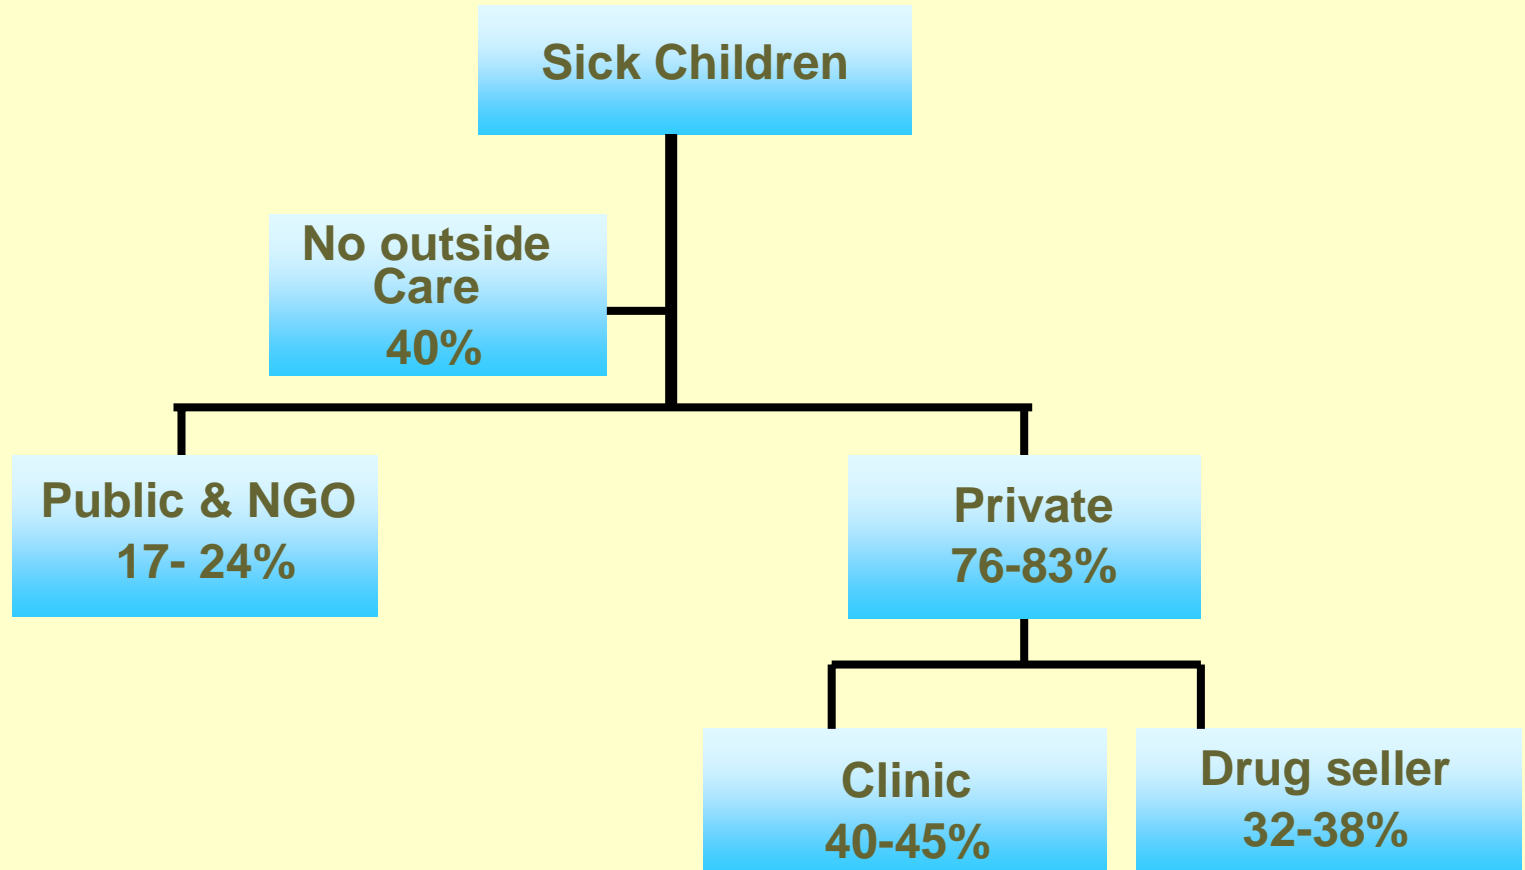 Sick Children
No outside
Care
40%
Public & NGO
17- 24%
Private
76-83%
Clinic
40-45%
Drug seller
32-38%